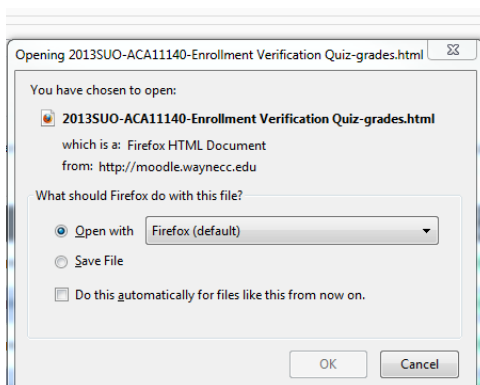 Opening 2013SUO-ACA11140-Enrollment Verification Quiz-grades.html
You have chosen to open:
2013SUO-ACA11140-Enrollment Verification Quiz-grades.html
which is a: Firefox HTML Document
from: http://moodle.waynecc.edu
What should Firefox do with this file?
Open with Firefox (default)
Save File
Do this automatically for files like this from now on.
OK Cancel